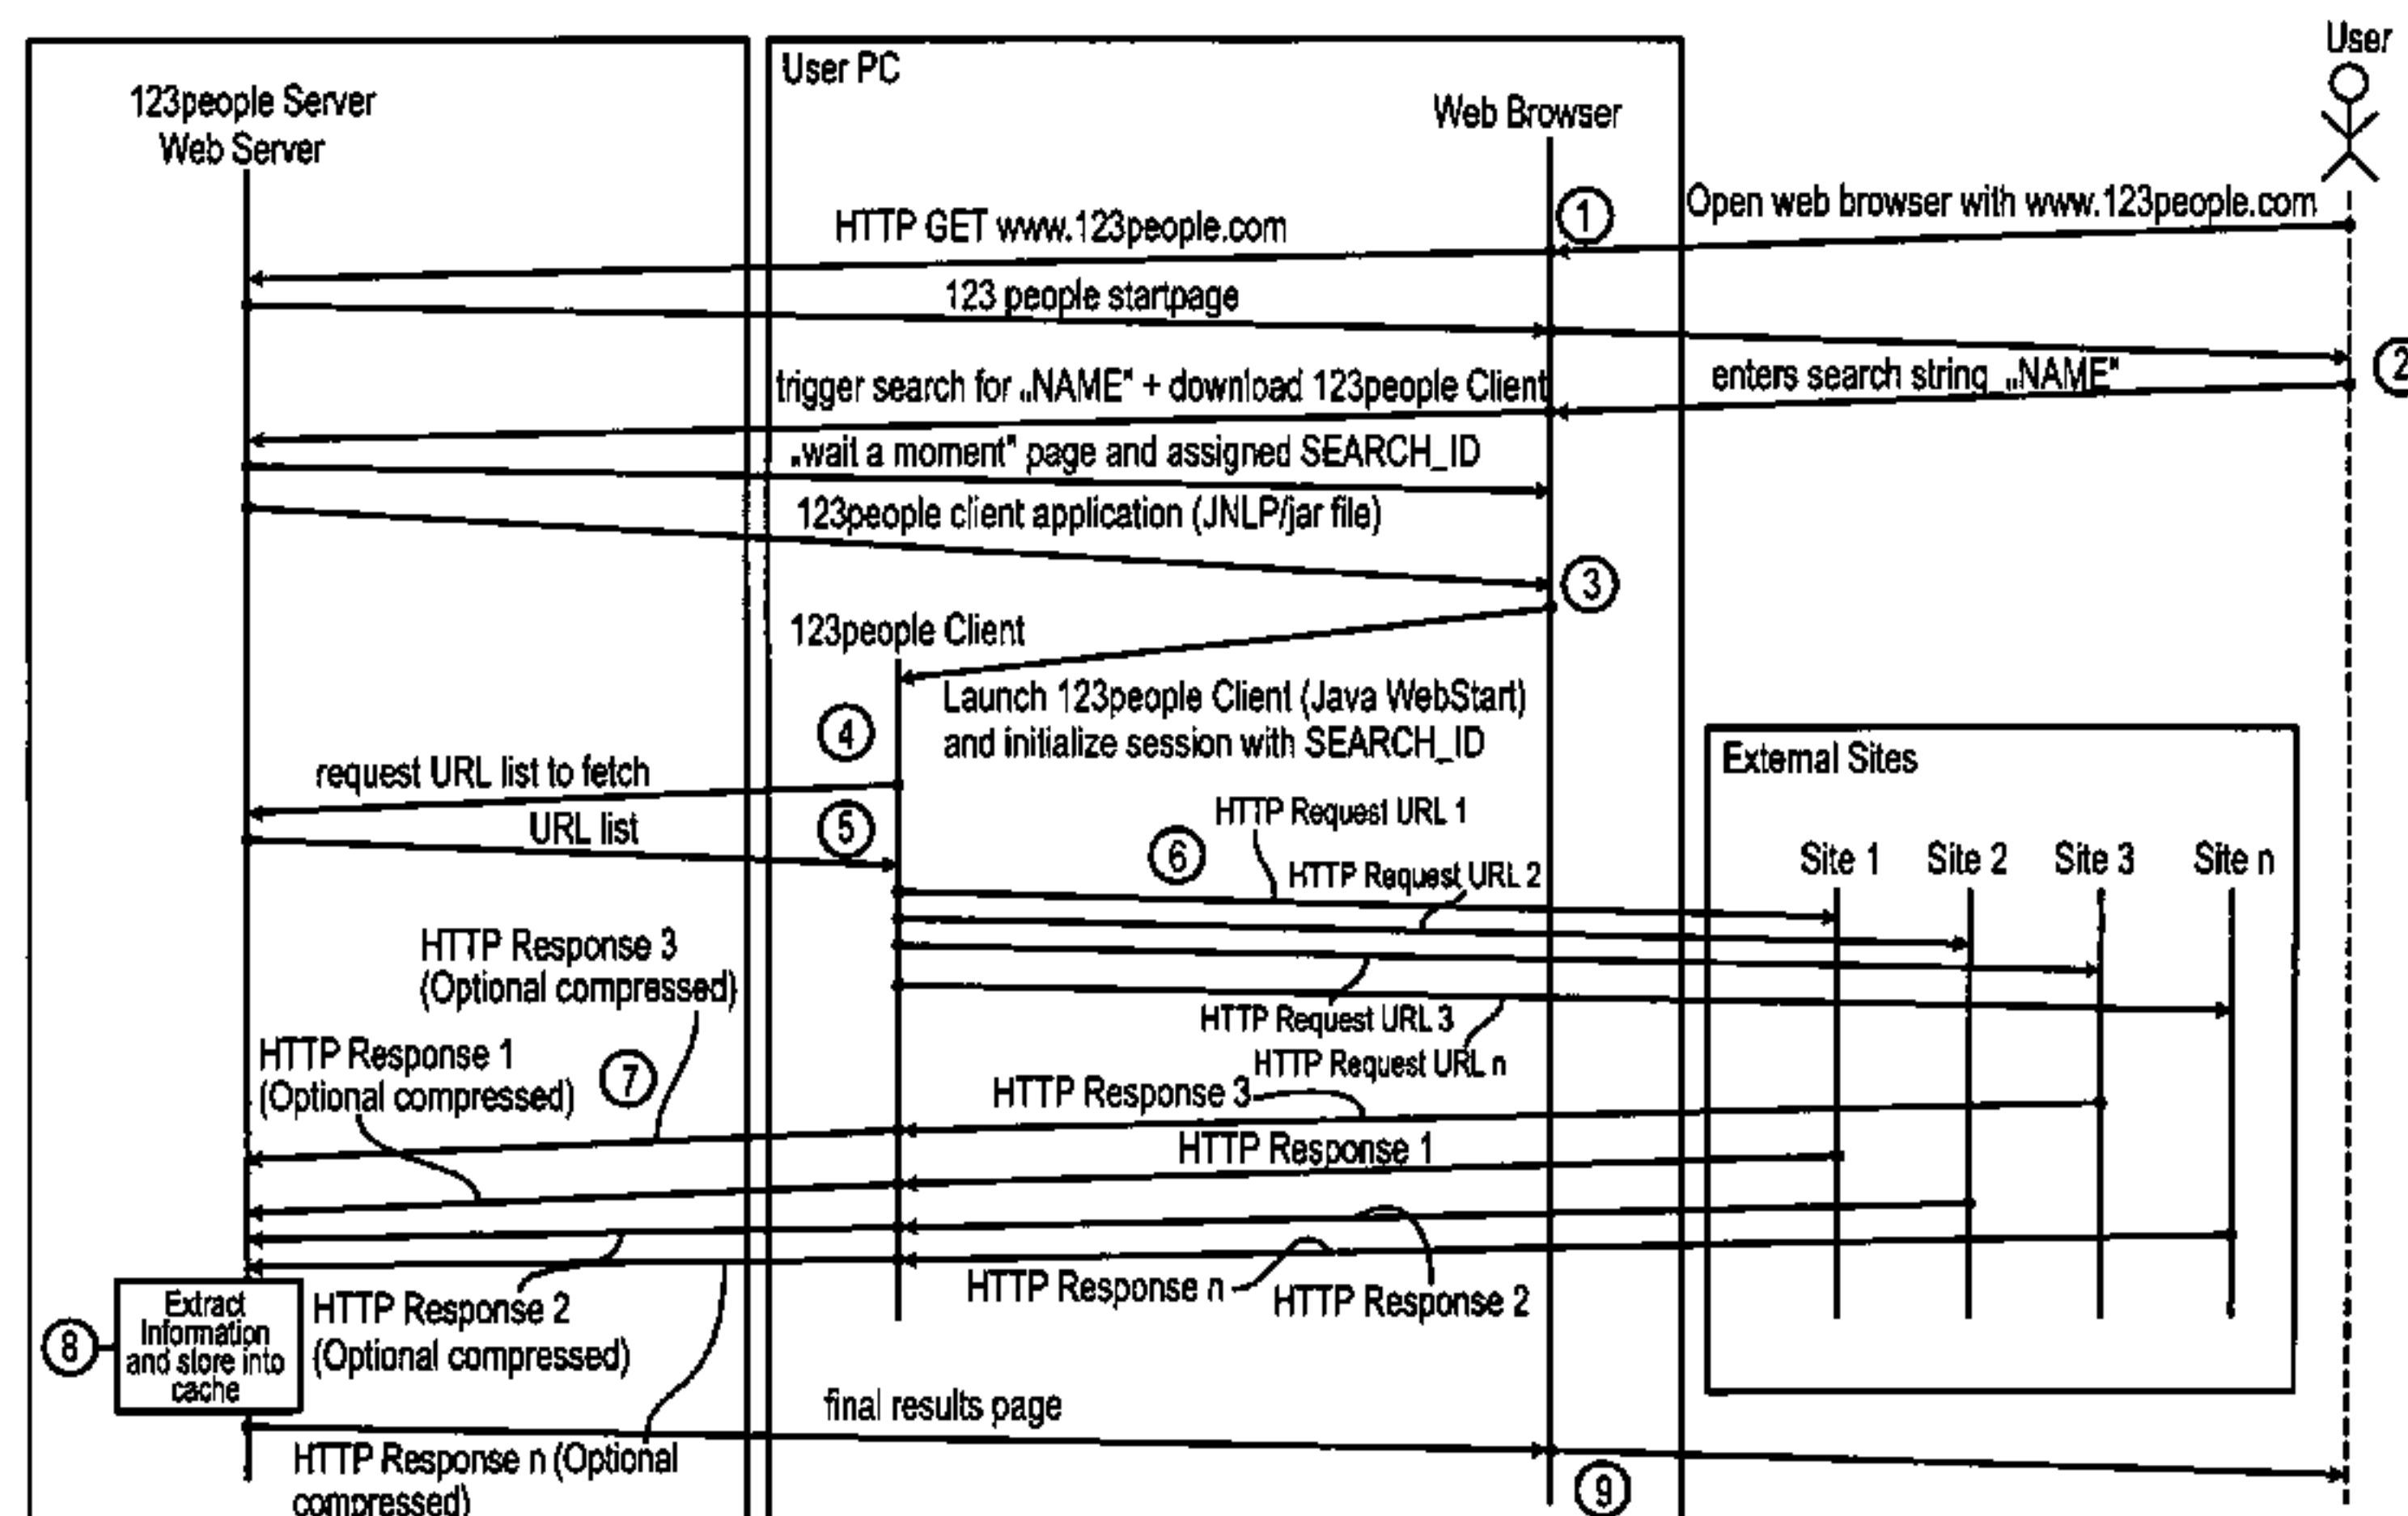 User
User PC
123people Server
Web Server
Web Browser
Open web browser with www.123people.com
1
HTTP GET www.123people.com
123 people startpage
2
enters search string „NAME"
trigger search for „NAME" + download 123people Client
„wait a moment" page and assigned SEARCH_ID
123people client application (JNLP/jar file)
3
123people Client
Launch 123people Client (Java WebStart)
and initialize session with SEARCH_ID
4
External Sites
request URL list to fetch
URL list
5
6
HTTP Request URL 1
HTTP Request URL 2
Site 1
Site 2
Site 3
Site n
HTTP Response 3
(Optional compressed)
HTTP Request URL 3
HTTP Request URL n
HTTP Response 1
(Optional compressed)
7
HTTP Response 3
HTTP Response 1
HTTP Response n
HTTP Response 2
8
Extract
Information
and store into
cache
HTTP Response 2
(Optional compressed)
final results page
HTTP Response n (Optional
compressed)
9